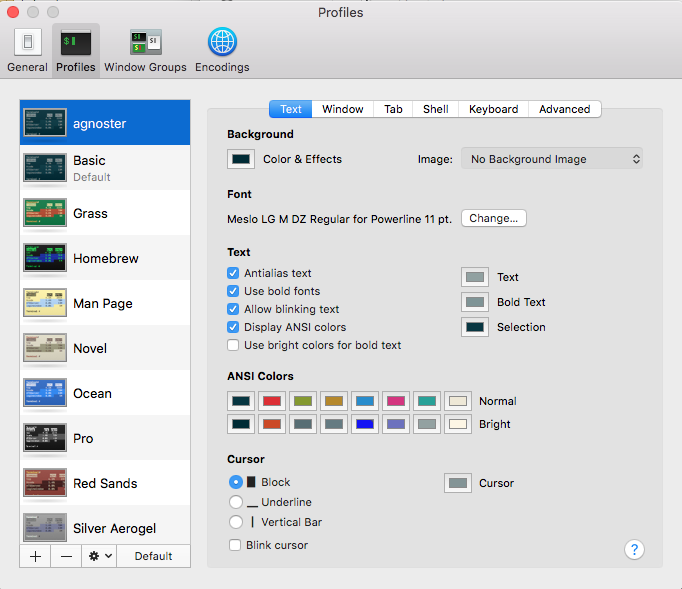 Profiles
General Profiles Window Groups Encodings
agnoster
Basic
Default
Grass
Homebrew
Man Page
Novel
Ocean
Pro
Red Sands
Silver Aerogel
Default
Text Window Tab Shell Keyboard Advanced
Background
Color & Effects Image: No Background Image
Font
Meslo LG M DZ Regular for Powerline 11 pt. Change...
Text
Antialias text Text
Use bold fonts Bold Text
Allow blinking text
Display ANSI colors Selection
Use bright colors for bold text
ANSI Colors
Normal
Bright
Cursor
Block Cursor
Underline
Vertical Bar
Blink cursor
?